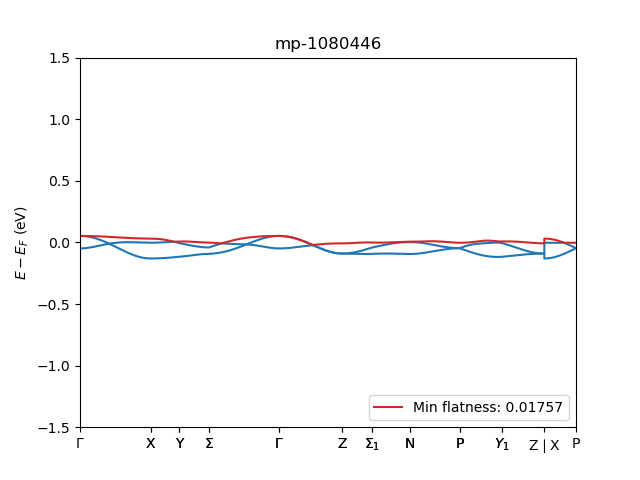 mp-1080446
1.5
1.0
0.5
0.0
−0.5
−1.0
−1.5
E − E_F (eV)
Min flatness: 0.01757
Γ X Y Σ Γ Z Σ₁ N P Y₁ Z | X P